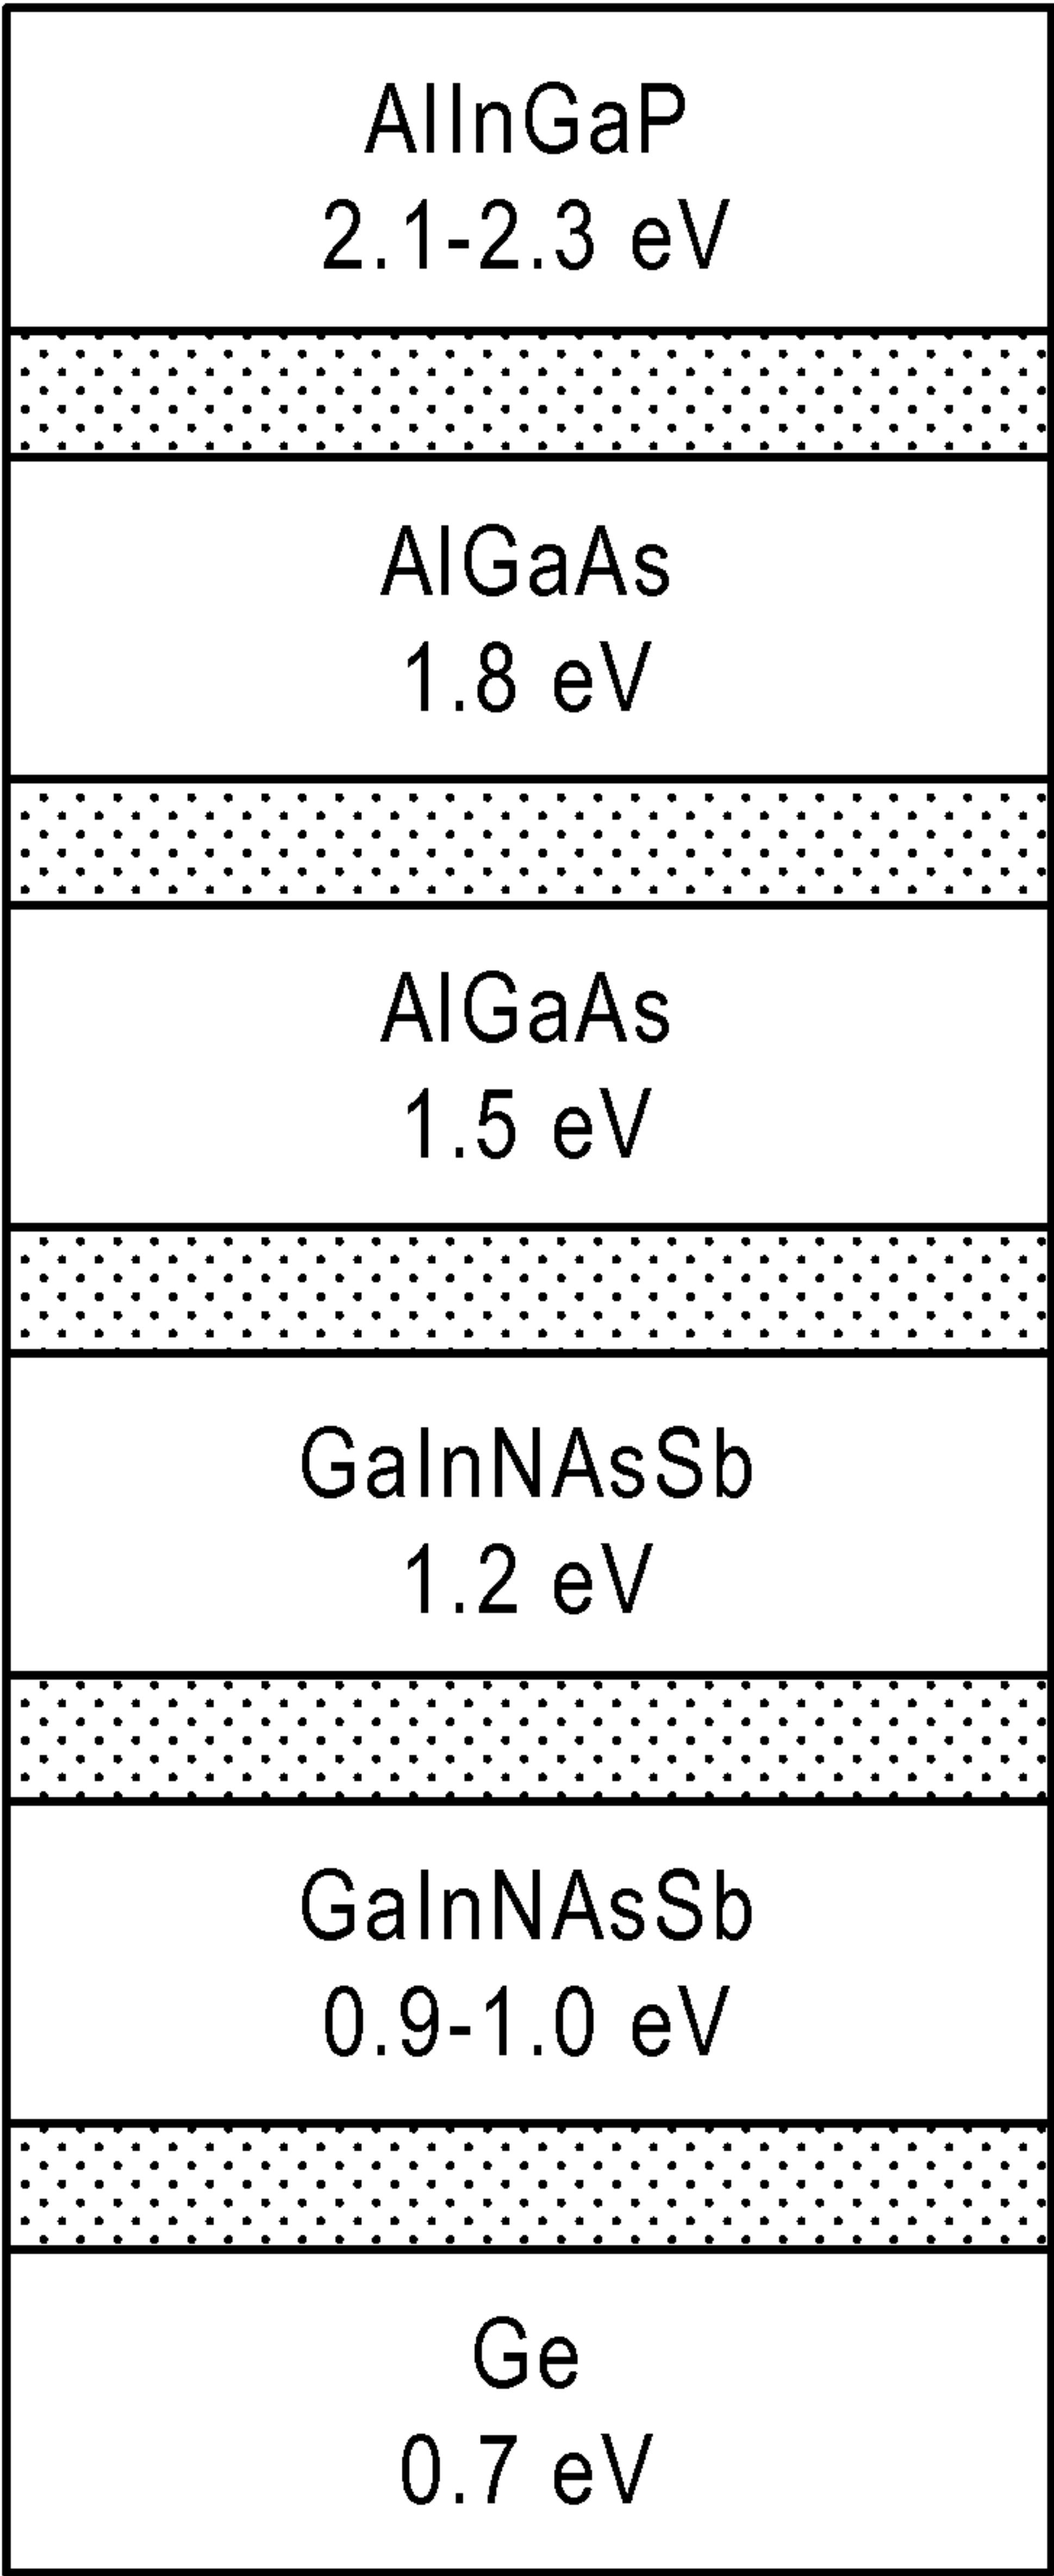 AlInGaP
2.1-2.3 eV
AlGaAs
1.8 eV
AlGaAs
1.5 eV
GaInNAsSb
1.2 eV
GaInNAsSb
0.9-1.0 eV
Ge
0.7 eV